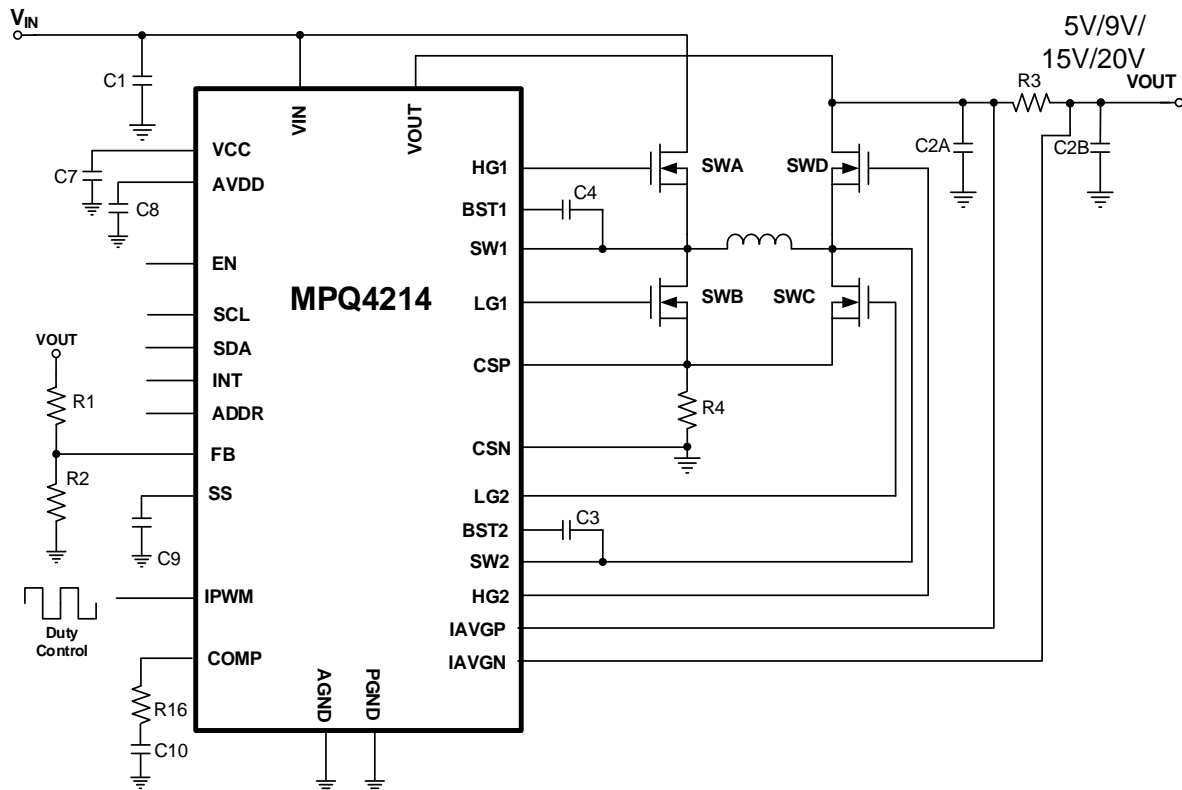 VIN
5V/9V/
15V/20V
R3
VOUT
C1
VIN
VOUT
C2A
C2B
VCC
C7
AVDD
C8
HG1
SWA
SWD
BST1
C4
SW1
EN
MPQ4214
LG1
SWB
SWC
SCL
VOUT
SDA
CSP
INT
R1
ADDR
R4
FB
CSN
R2
SS
LG2
C9
BST2
C3
SW2
IPWM
HG2
Duty
Control
IAVGP
COMP
IAVGN
R16
AGND
PGND
C10